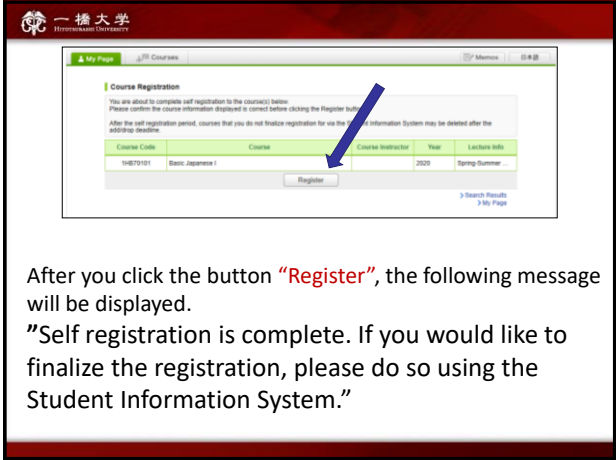 一橋大学
HITOTSUBASHI UNIVERSITY
My Page All Courses Memos 日本語
Course Registration
You are about to complete self registration to the course(s) below.
Please confirm the course information displayed is correct before clicking the Register button.
After the self registration period, courses that you do not finalize registration for via the Student Information System may be deleted after the
add/drop deadline.
Course Code Course Course Instructor Year Lecture Info
1HB70101 Basic Japanese I 2020 Spring-Summer ...
Register
Search Results
My Page
After you click the button “Register”, the following message
will be displayed.
”Self registration is complete. If you would like to
finalize the registration, please do so using the
Student Information System.”